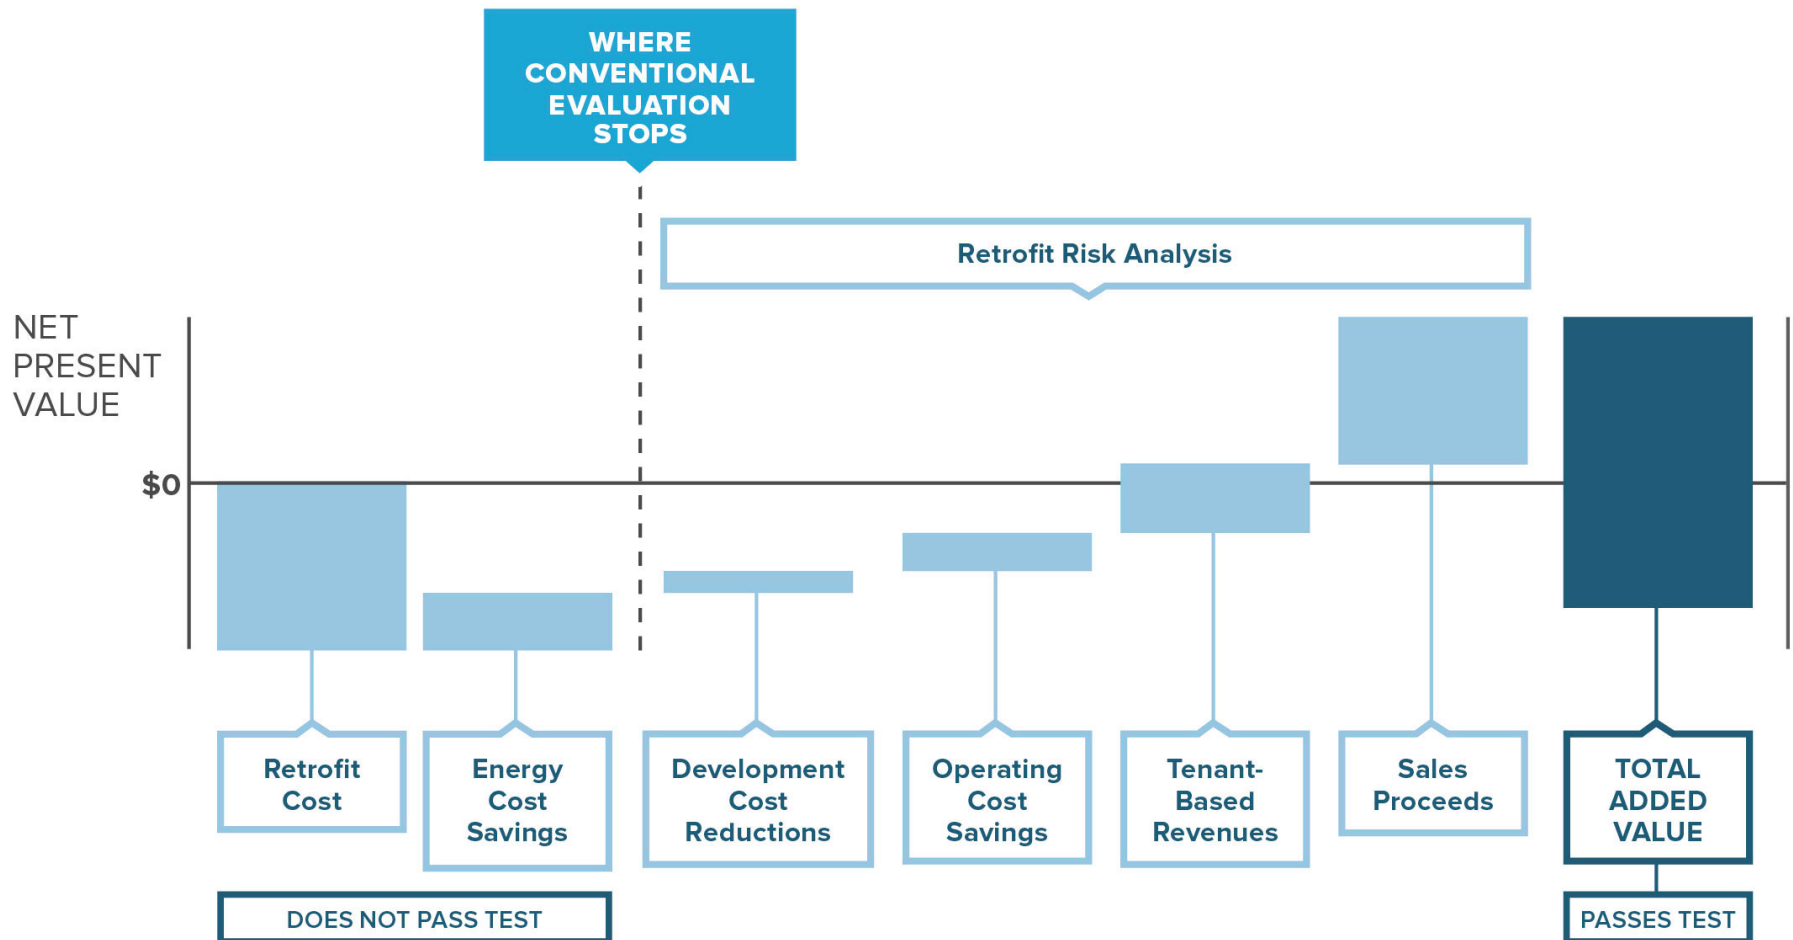 WHERE
CONVENTIONAL
EVALUATION
STOPS
Retrofit Risk Analysis
NET
PRESENT
VALUE
$0
Retrofit
Cost
Energy
Cost
Savings
Development
Cost
Reductions
Operating
Cost
Savings
Tenant-
Based
Revenues
Sales
Proceeds
TOTAL
ADDED
VALUE
DOES NOT PASS TEST
PASSES TEST